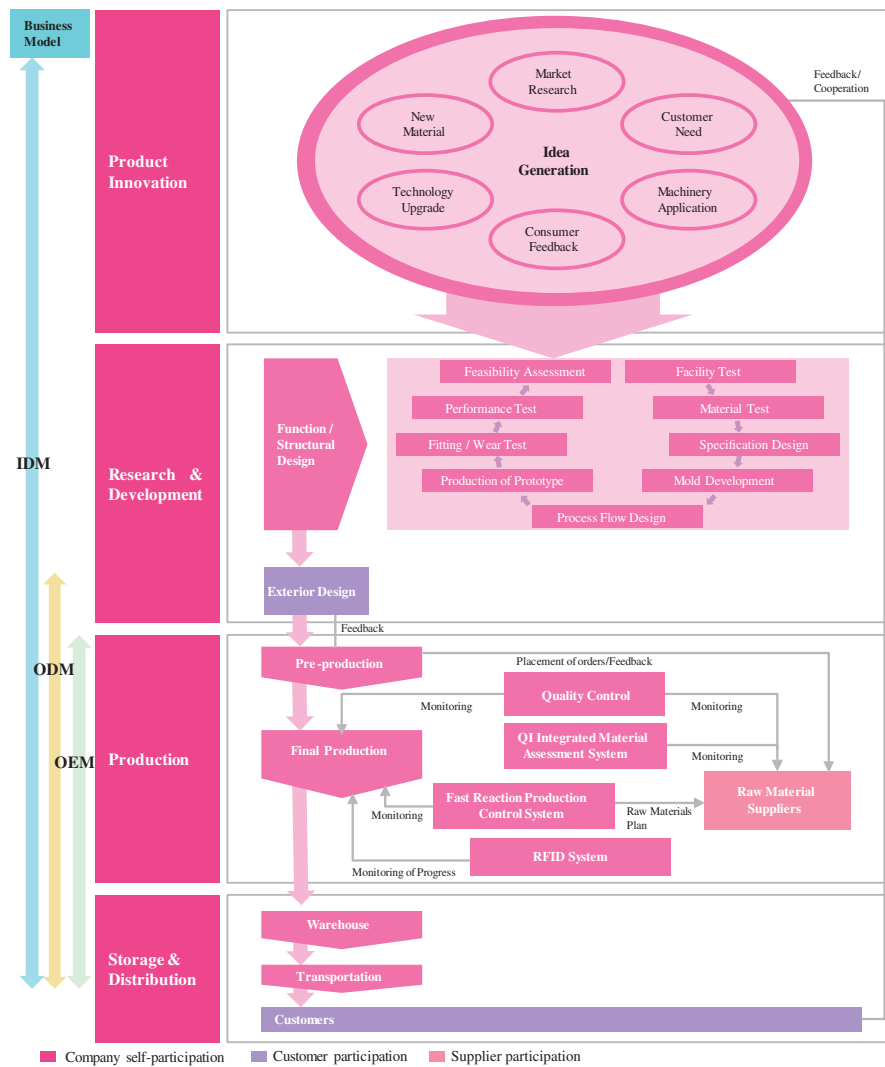 Business
Model
IDM
ODM
OEM
Product
Innovation
Market
Research
New
Material
Customer
Need
Idea
Generation
Technology
Upgrade
Machinery
Application
Consumer
Feedback
Feedback/
Cooperation
Research &
Development
Function /
Structural
Design
Feasibility Assessment
Facility Test
Performance Test
Material Test
Fitting / Wear Test
Specification Design
Production of Prototype
Mold Development
Process Flow Design
Exterior Design
Feedback
Production
Pre-production
Placement of orders/Feedback
Quality Control
Monitoring
Monitoring
Final Production
QI Integrated Material
Assessment System
Monitoring
Fast Reaction Production
Control System
Monitoring
Raw Materials
Plan
Raw Material
Suppliers
RFID System
Monitoring of Progress
Storage &
Distribution
Warehouse
Transportation
Customers
Company self-participation
Customer participation
Supplier participation